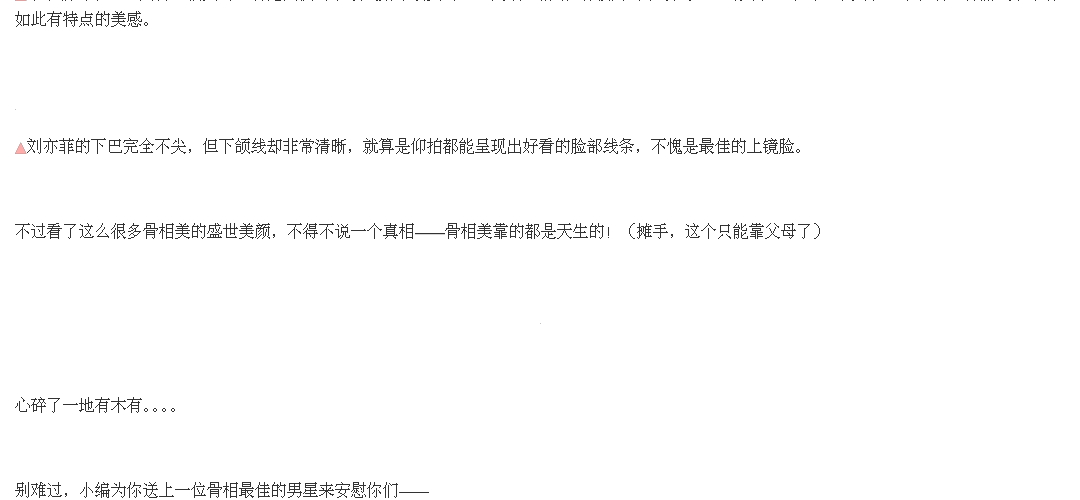 如此有特点的美感。
▲刘亦菲的下巴完全不尖，但下颌线却非常清晰，就算是仰拍都能呈现出好看的脸部线条，不愧是最佳的上镜脸。
不过看了这么很多骨相美的盛世美颜，不得不说一个真相——骨相美靠的都是天生的！（摊手，这个只能靠父母了）
心碎了一地有木有。。。。
别难过，小编为你送上一位骨相最佳的男星来安慰你们——